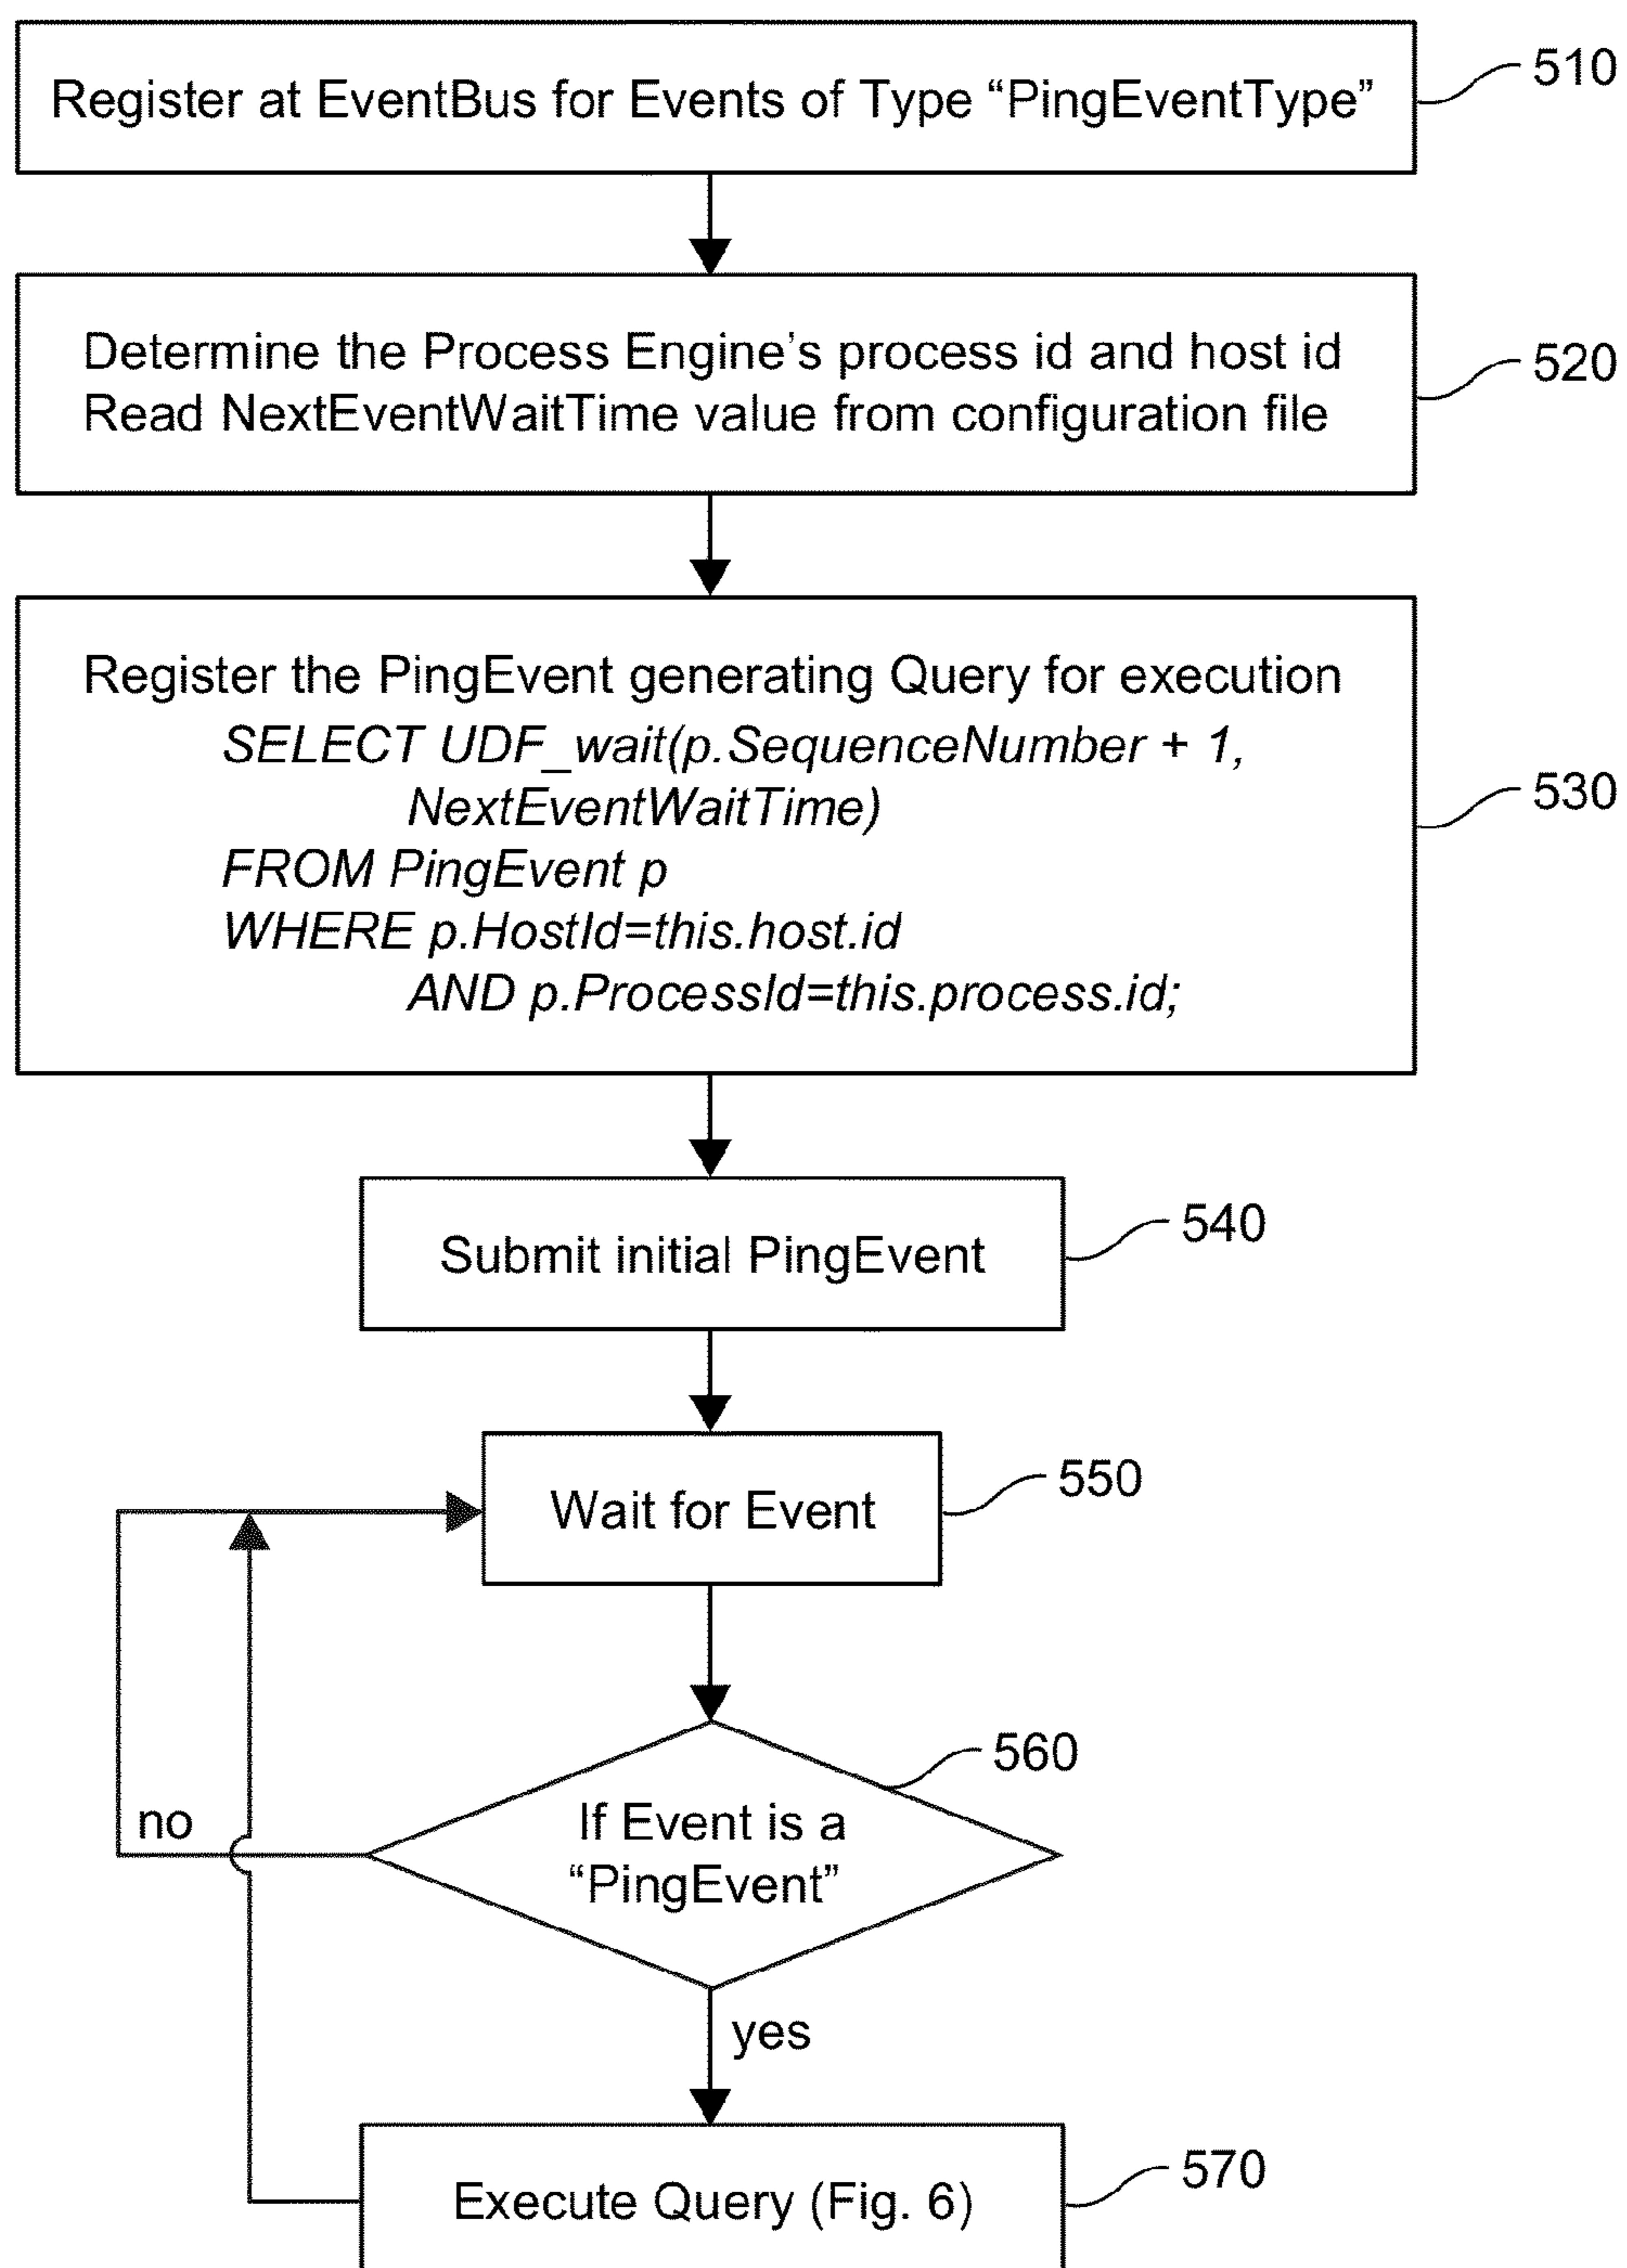 Register at EventBus for Events of Type “PingEventType”
510
Determine the Process Engine’s process id and host id
Read NextEventWaitTime value from configuration file
520
Register the PingEvent generating Query for execution
SELECT UDF_wait(p.SequenceNumber + 1,
NextEventWaitTime)
FROM PingEvent p
WHERE p.HostId=this.host.id
AND p.ProcessId=this.process.id;
530
Submit initial PingEvent
540
Wait for Event
550
If Event is a
“PingEvent”
560
no
yes
Execute Query (Fig. 6)
570